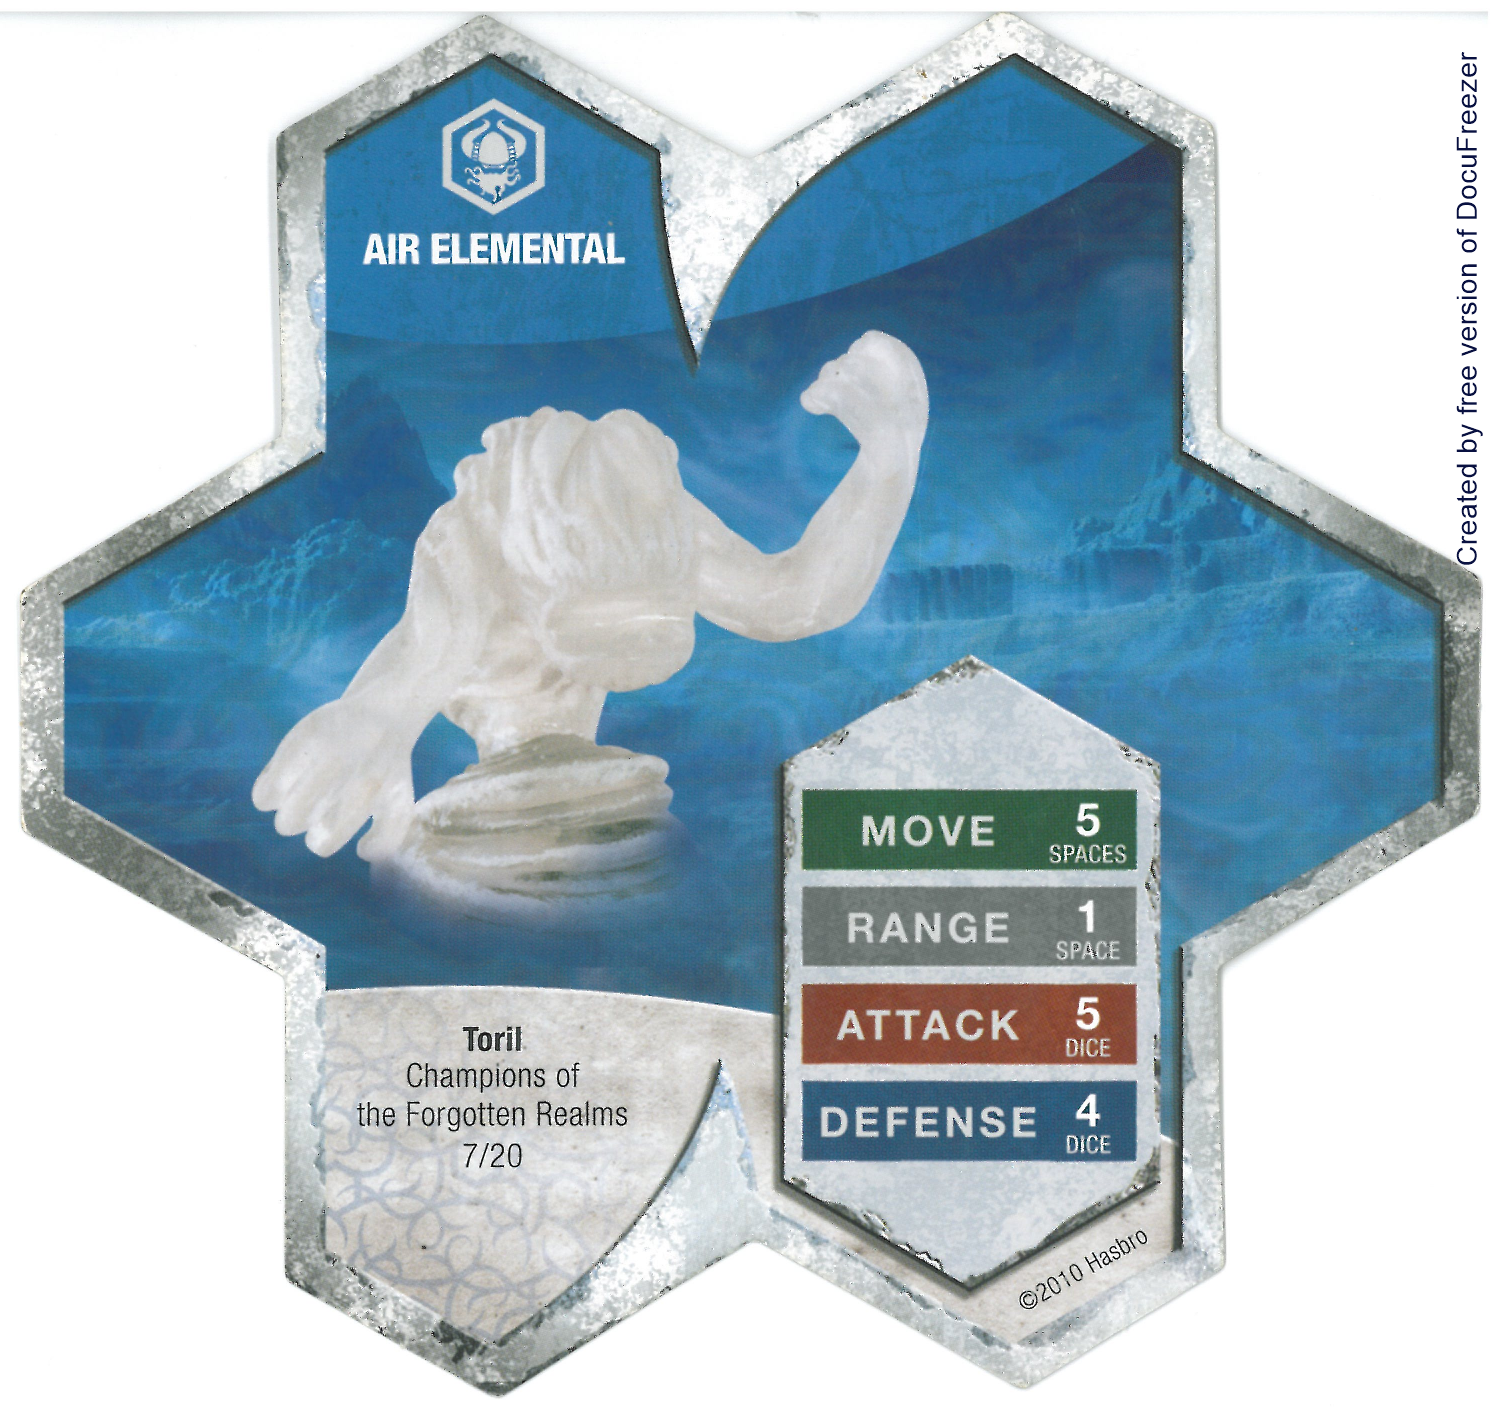 AIR ELEMENTAL
MOVE 5
SPACES
RANGE 1
SPACE
ATTACK 5
DICE
DEFENSE 4
DICE
Toril
Champions of
the Forgotten Realms
7/20
©2010 Hasbro
Created by free version of DocuFreezer